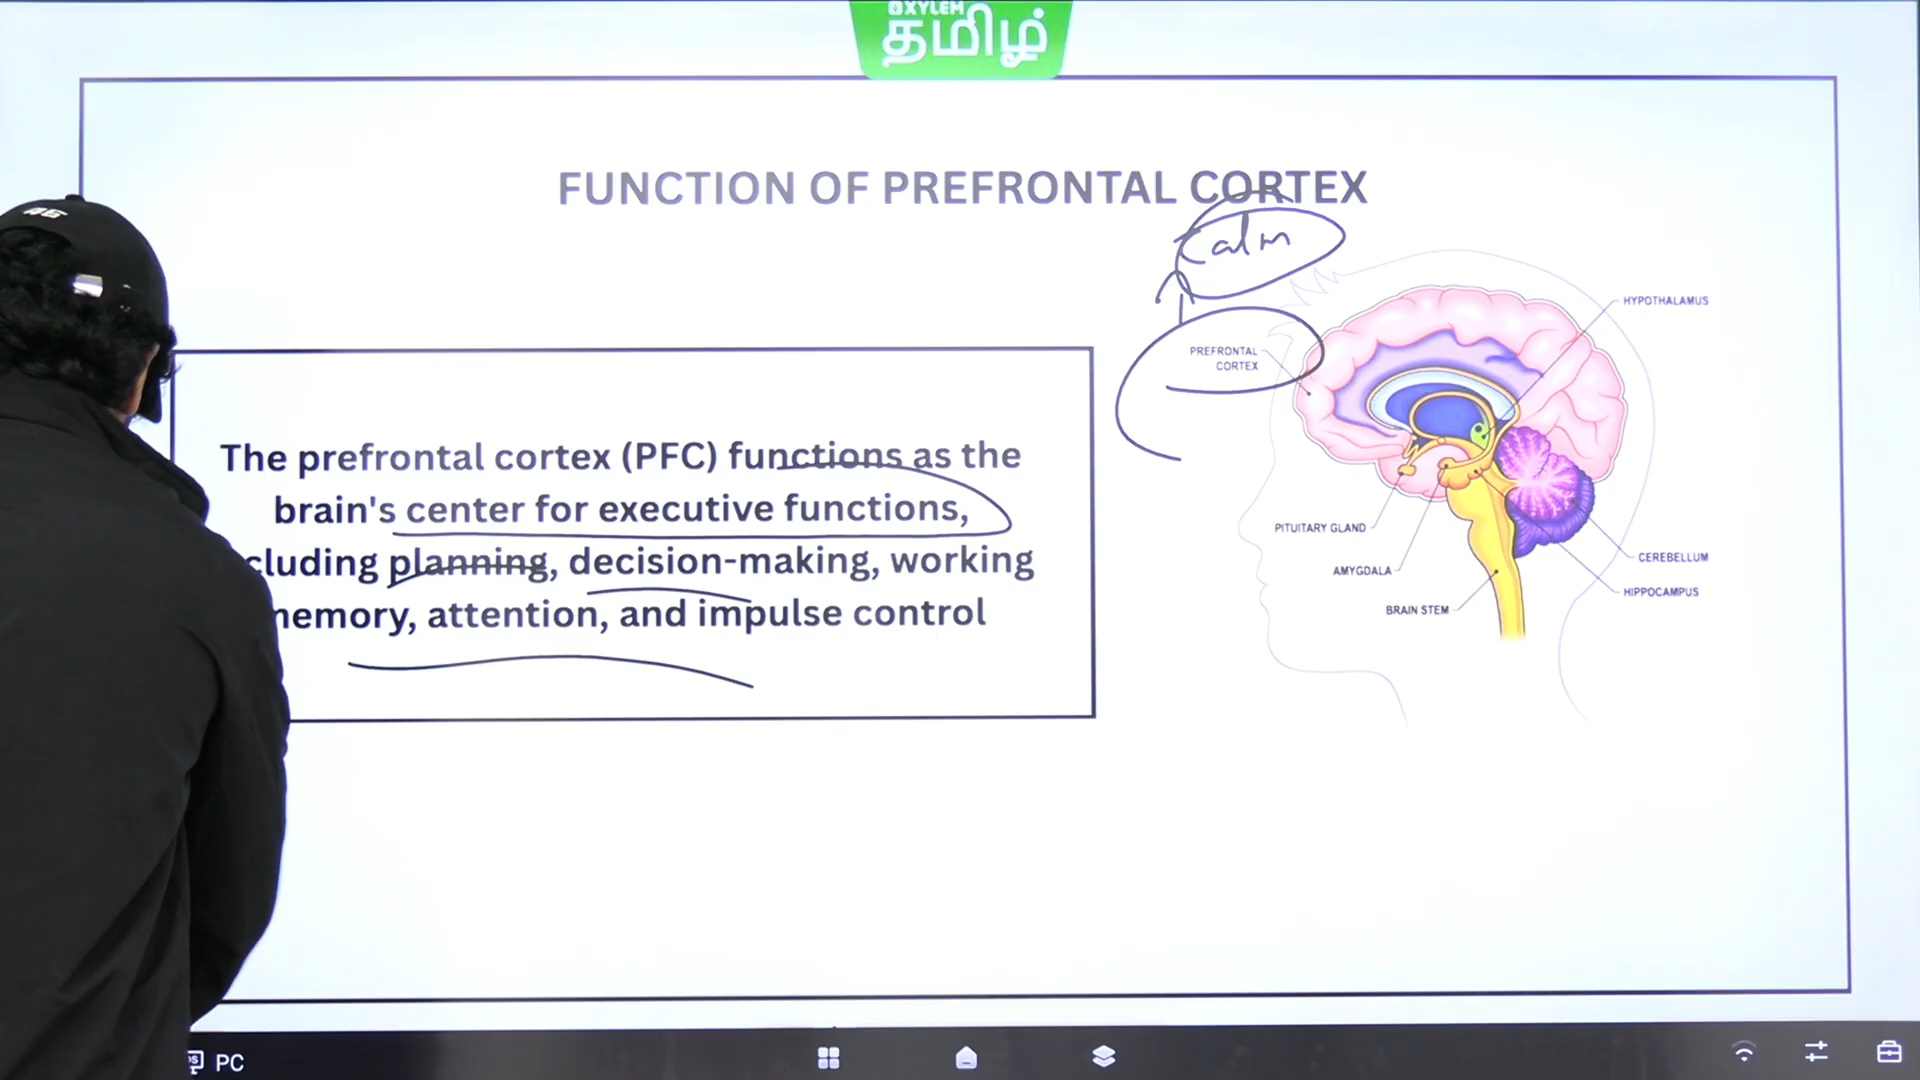 XYLEM
தமிழ்
FUNCTION OF PREFRONTAL CORTEX
calm
HYPOTHALAMUS
PREFRONTAL
CORTEX
The prefrontal cortex (PFC) functions as the
brain's center for executive functions,
cluding planning, decision-making, working
memory, attention, and impulse control
PITUITARY GLAND
AMYGDALA
BRAIN STEM
CEREBELLUM
HIPPOCAMPUS
PC